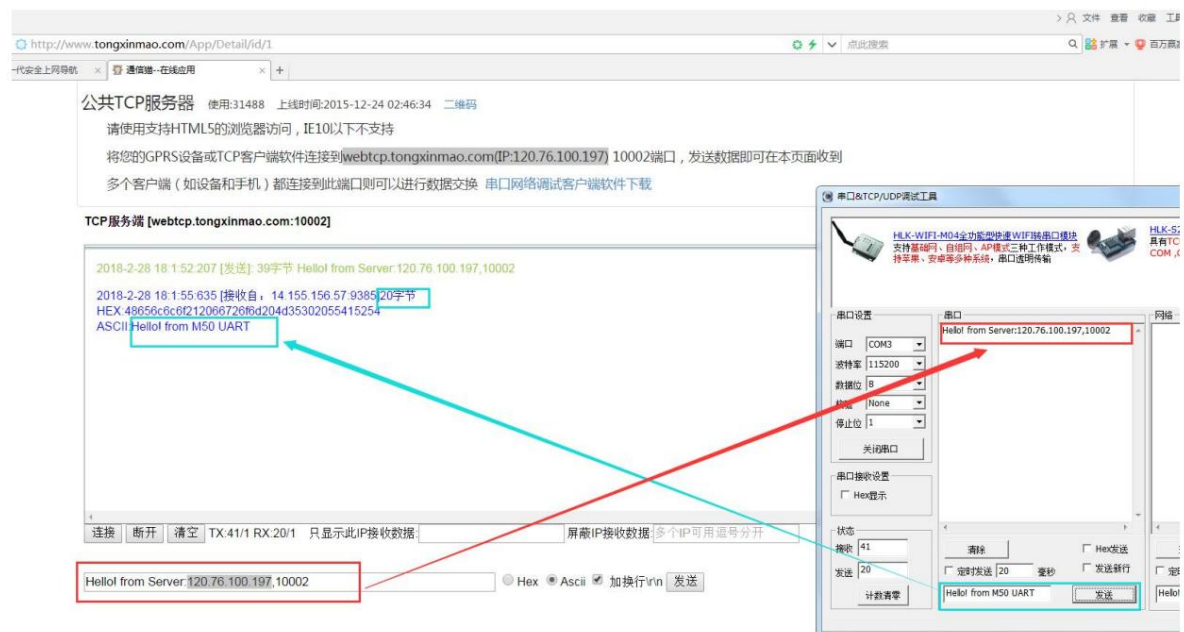 文件 查看 收藏 工具
http://www.tongxinmao.com/App/Detail/id/1
点此搜索
扩展
一代安全上网导航
通信猫--在线应用
公共TCP服务器 使用:31488 上线时间:2015-12-24 02:46:34 二维码
请使用支持HTML5的浏览器访问,IE10以下不支持
将您的GPRS设备或TCP客户端软件连接到webtcp.tongxinmao.com(IP:120.76.100.197) 10002端口,发送数据即可在本页面收到
多个客户端(如设备和手机)都连接到此端口则可以进行数据交换 串口网络调试客户端软件下载
TCP服务端 [webtcp.tongxinmao.com:10002]
2018-2-28 18:1:52.207 [发送]: 39字节 Hello! from Server:120.76.100.197,10002
2018-2-28 18:1:55:635 [接收自,14.155.156.57:9385]20字节
HEX:48656c6c6f212066726f6d204d35302055415254
ASCII:Hello! from M50 UART
连接 断开 清空 TX:41/1 RX:20/1 只显示此IP接收数据: 屏蔽IP接收数据: 多个IP可用逗号分开
Hello! from Server:120.76.100.197,10002
Hex Ascii 加换行\r\n 发送
串口&TCP/UDP调试工具
HLK-WIFI-M04全功能型快速WIFI转串口模块
支持基础网、自组网、AP模式三种工作模式,支
持苹果、安卓等多种系统,串口透明传输
具有TC
COM ,C
串口设置
端口 COM3
波特率 115200
数据位 8
None
停止位 1
关闭串口
串口接收设置
Hex显示
状态
接收 41
发送 20
计数清零
串口
Hello! from Server:120.76.100.197,10002
清除 Hex发送
定时发送 20 毫秒 发送新行
Hello! from M50 UART 发送
网络
Hello!